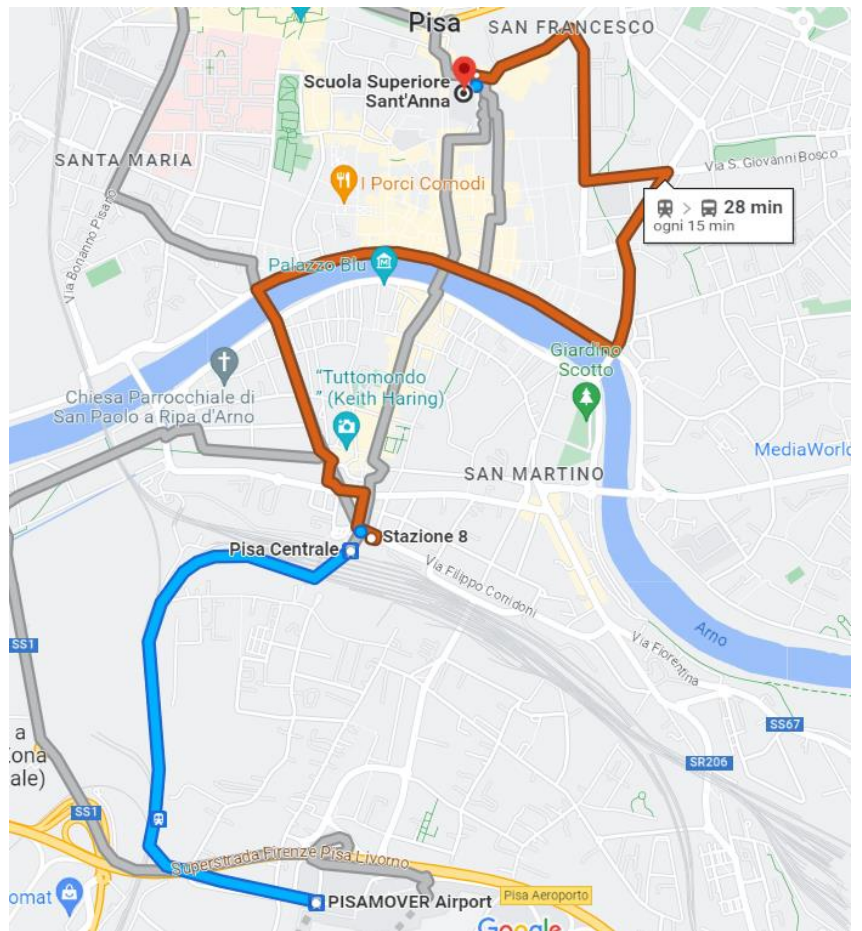 Pisa
SAN FRANCESCO
Scuola Superiore
Sant'Anna
SANTA MARIA
Via S. Giovanni Bosco
I Porci Comodi
28 min
ogni 15 min
Via Bonanno Pisano
Palazzo Blu
Giardino
Scotto
"Tuttomondo
" (Keith Haring)
Chiesa Parrocchiale di
San Paolo a Ripa d'Arno
MediaWorld
SAN MARTINO
Stazione 8
Pisa Centrale
Via Filippo Corridoni
Arno
Via Fiorentina
SS1
SS67
a
ona
ale)
SR206
SS1
Superstrada Firenze Pisa Livorno
omat
Pisa Aeroporto
PISAMOVER Airport
Google